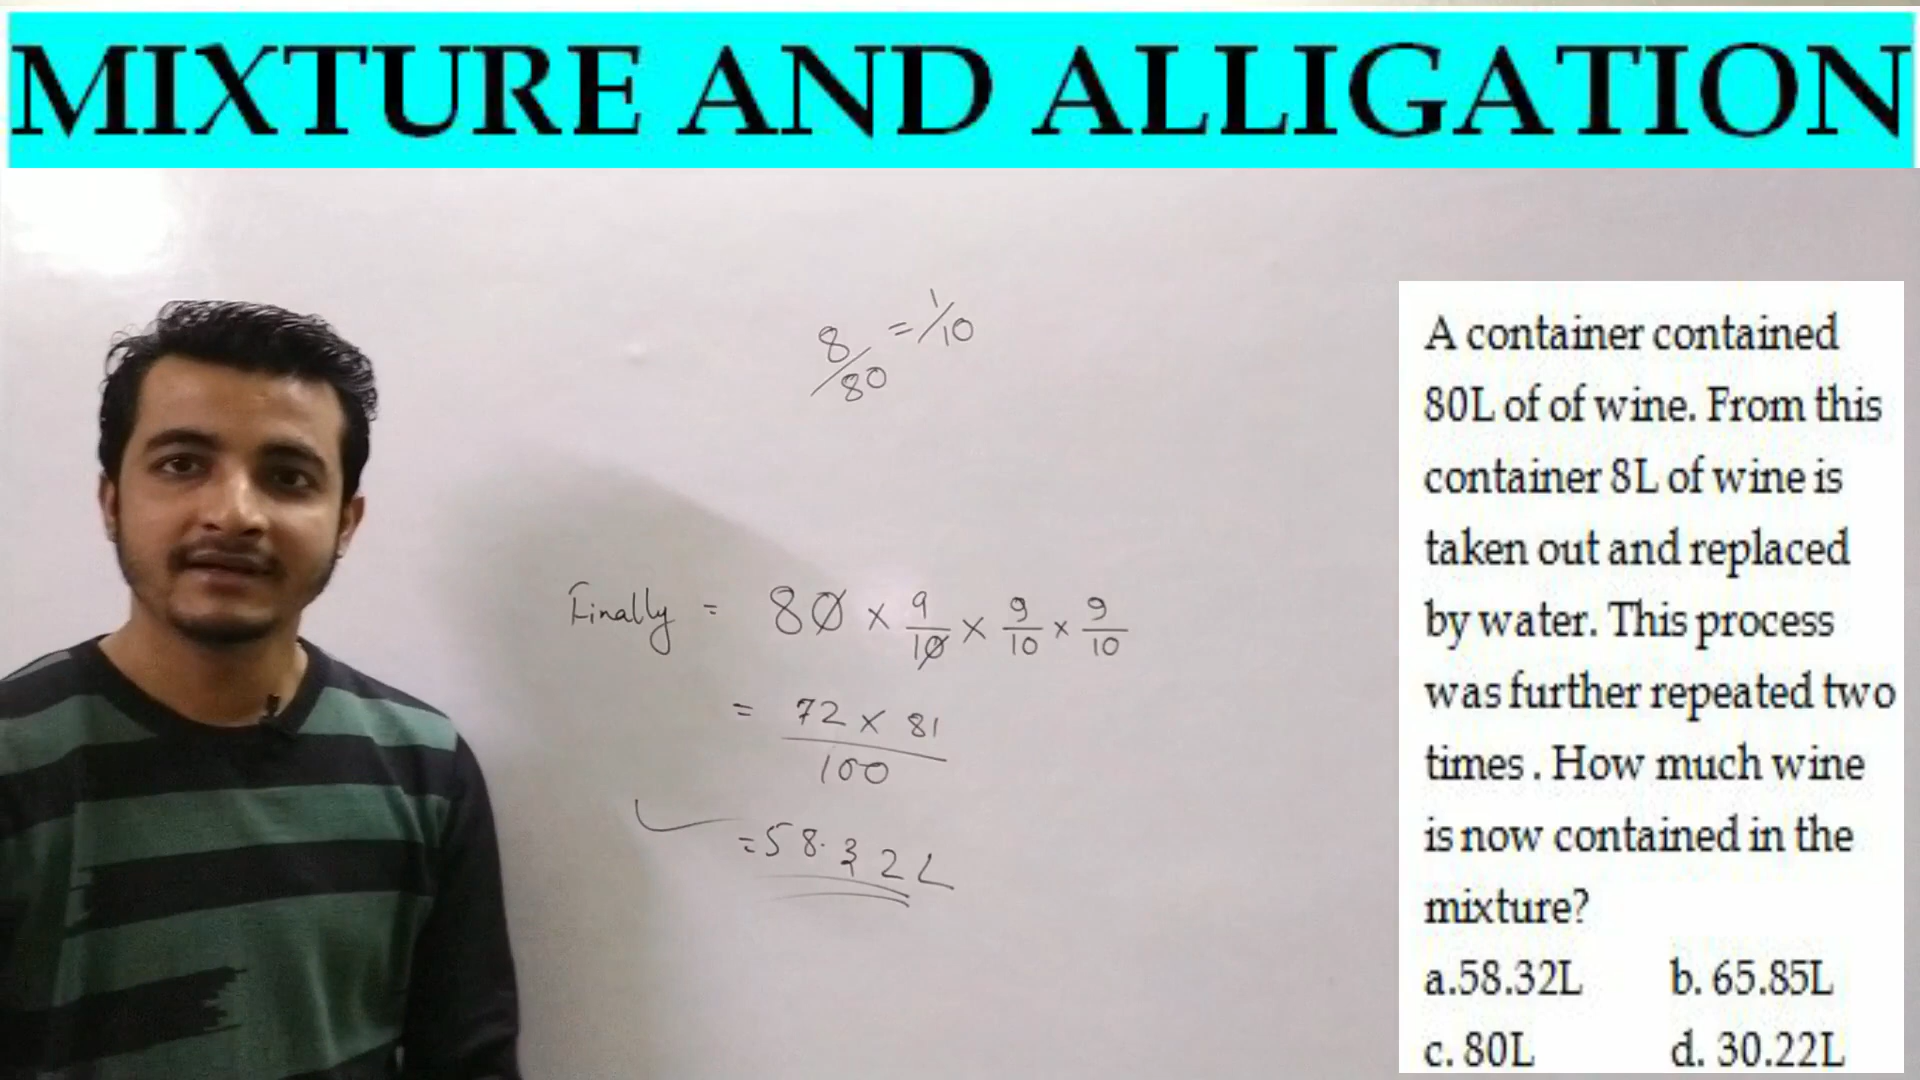 MIXTURE AND ALLIGATION
8/80 = 1/10
Finally = 80 × 9/10 × 9/10 × 9/10
= 72 × 81
100
= 58.32L
A container contained
80L of of wine. From this
container 8L of wine is
taken out and replaced
by water. This process
was further repeated two
times . How much wine
is now contained in the
mixture?
a.58.32L b. 65.85L
c. 80L d. 30.22L